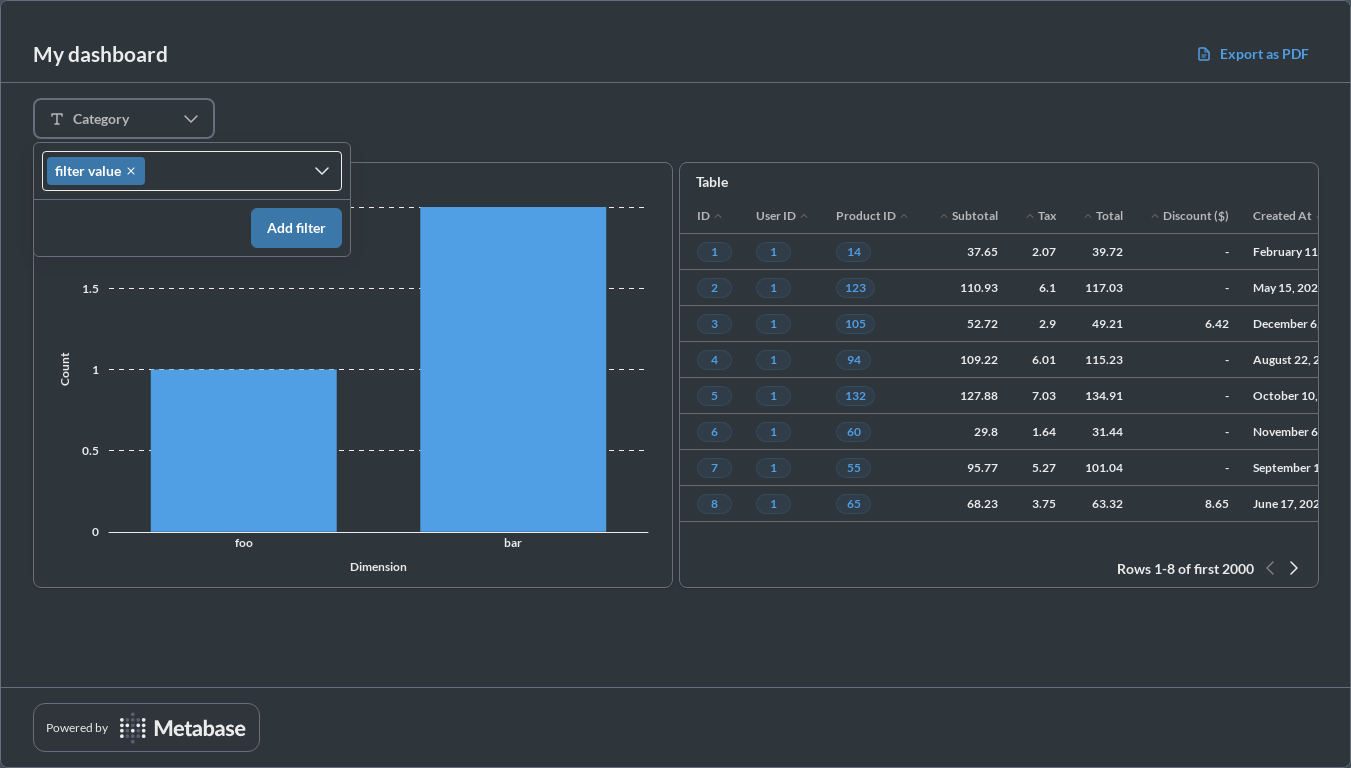 My dashboard
Export as PDF
Category
filter value
Add filter
1.5
1
0.5
0
Count
foo
bar
Dimension
Table
ID User ID Product ID Subtotal Tax Total Discount ($) Created At
1 1 14 37.65 2.07 39.72 - February 11
2 1 123 110.93 6.1 117.03 - May 15, 202
3 1 105 52.72 2.9 49.21 6.42 December 6,
4 1 94 109.22 6.01 115.23 - August 22, 2
5 1 132 127.88 7.03 134.91 - October 10,
6 1 60 29.8 1.64 31.44 - November 6
7 1 55 95.77 5.27 101.04 - September 1
8 1 65 68.23 3.75 63.32 8.65 June 17, 202
Rows 1-8 of first 2000
Powered by Metabase